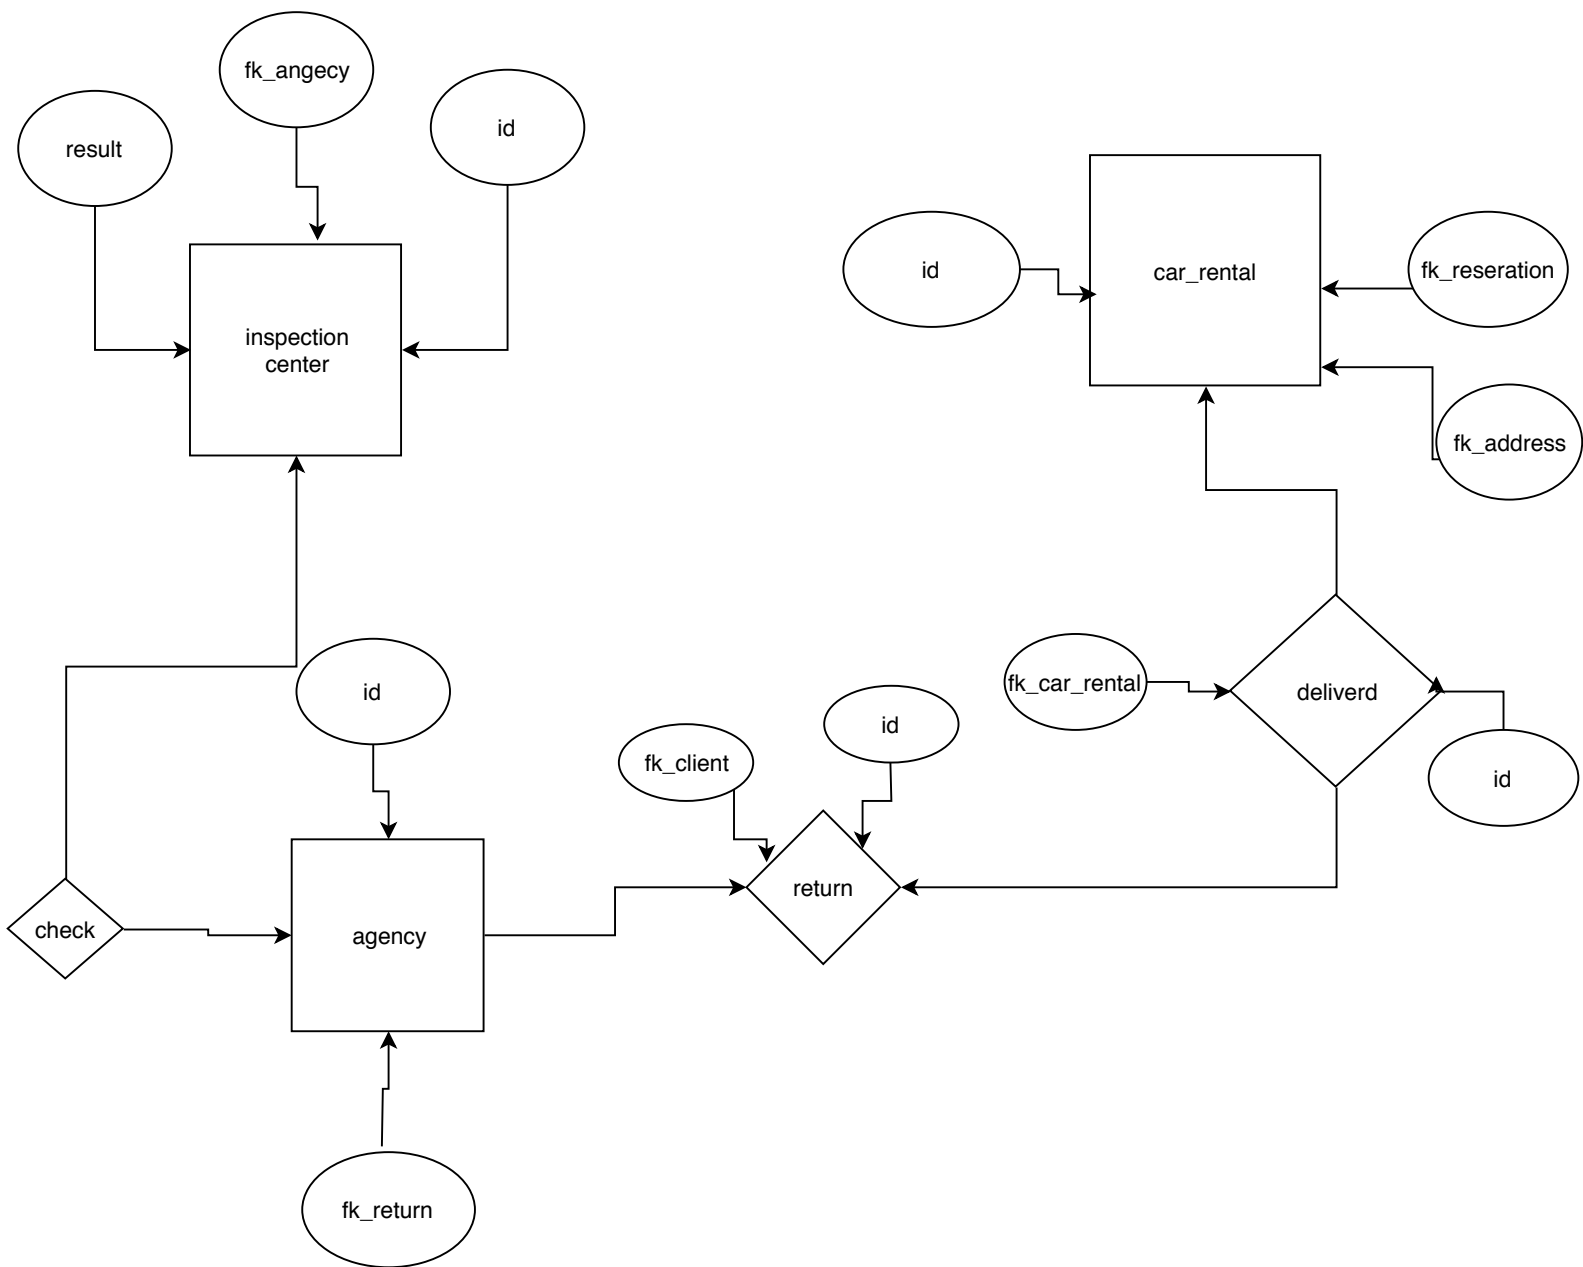 fk_angecy
id
result
inspection
center
id
car_rental
fk_reseration
fk_address
id
fk_client
id
fk_car_rental
deliverd
id
check
agency
return
fk_return